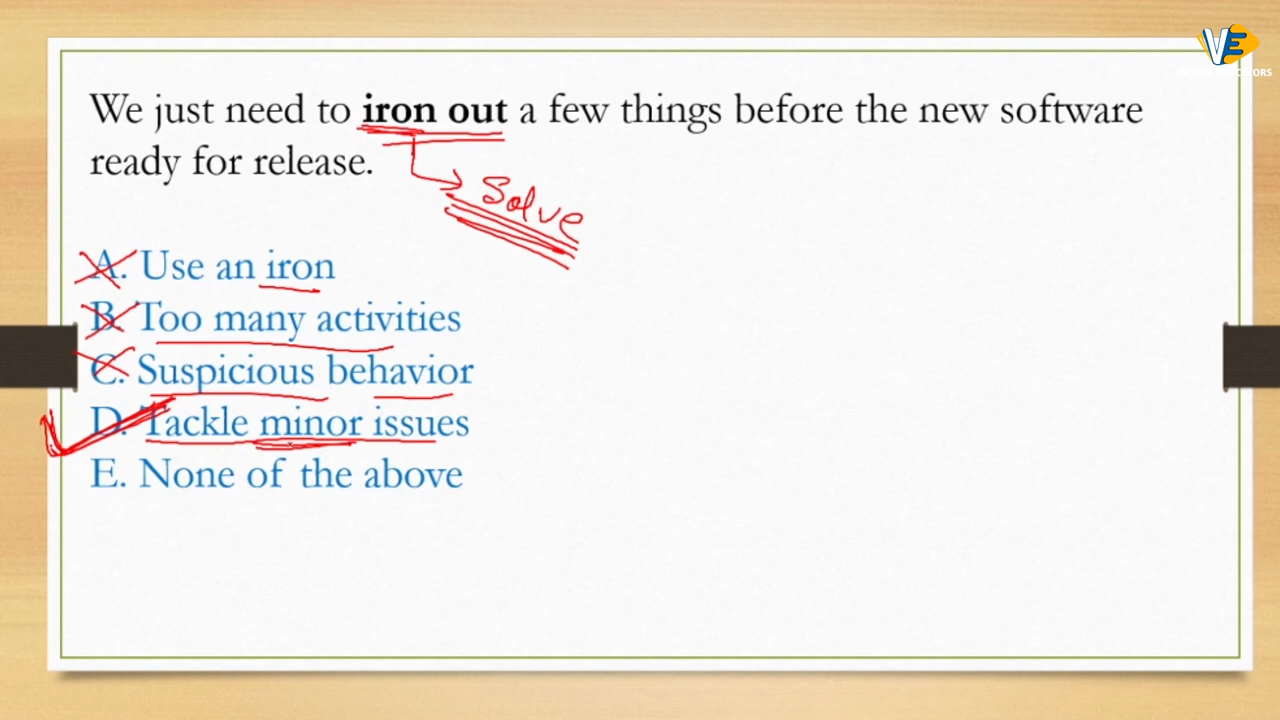 VE
We just need to iron out a few things before the new software
ready for release.
Solve
A. Use an iron
B. Too many activities
C. Suspicious behavior
D. Tackle minor issues
E. None of the above